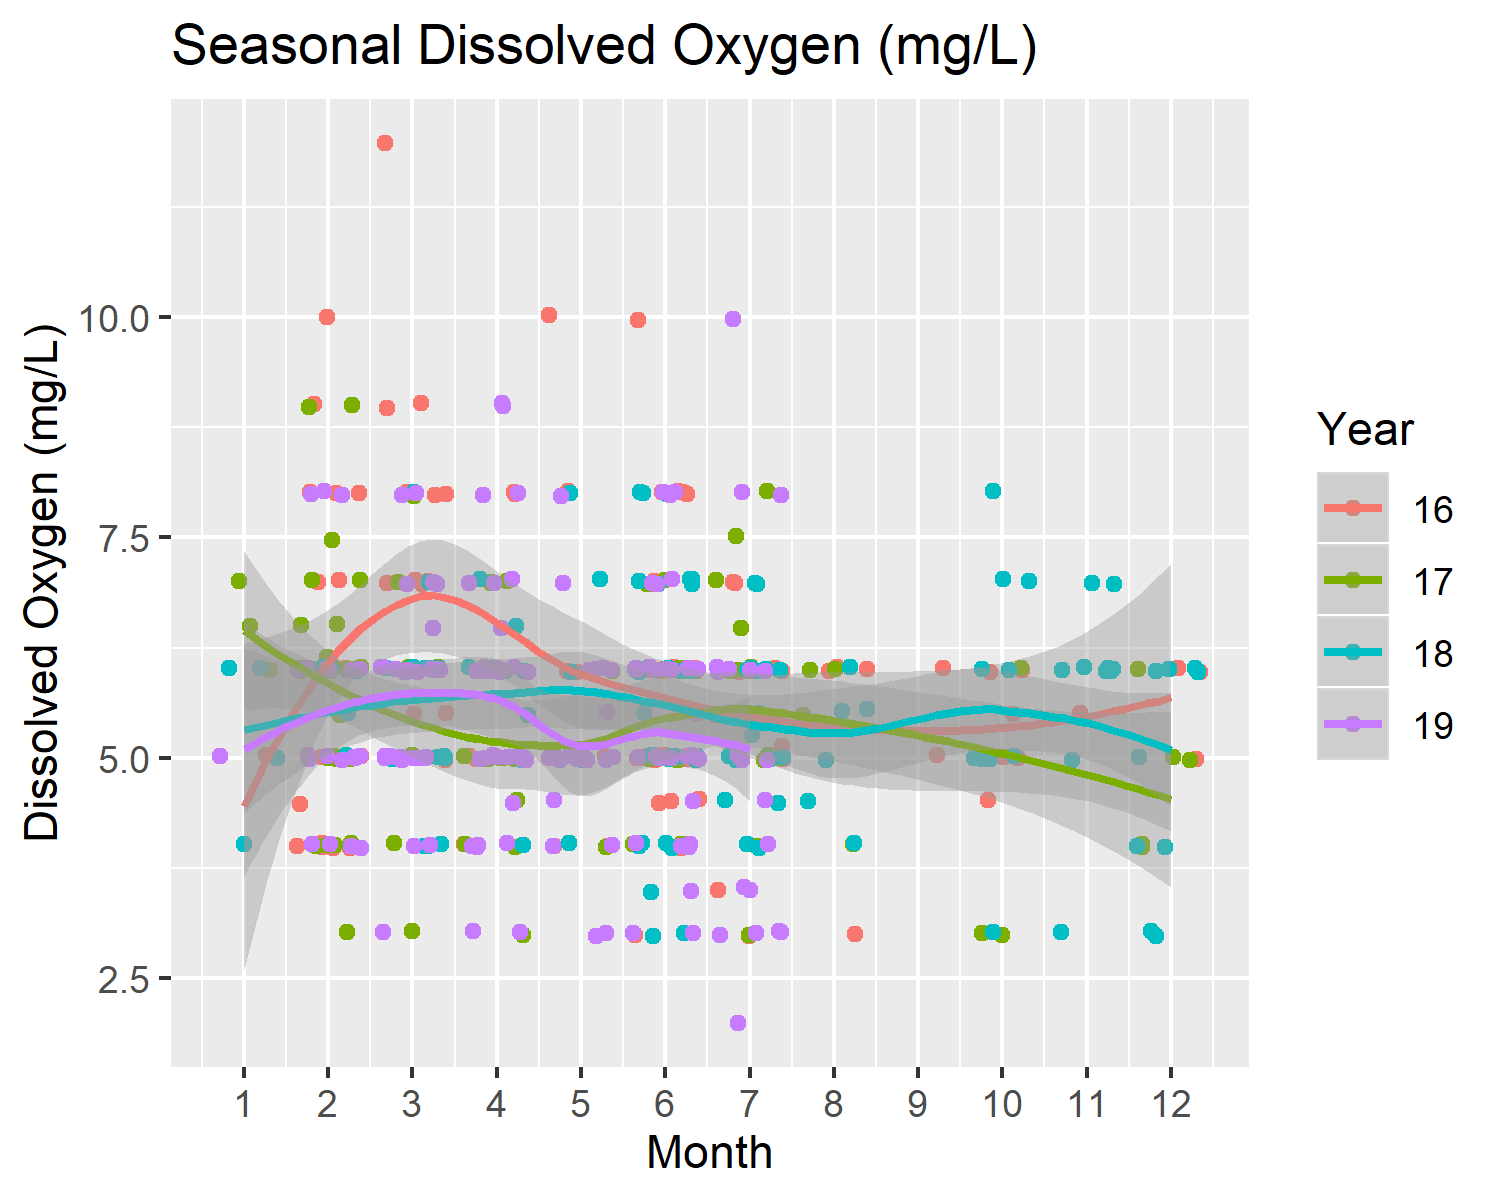 Seasonal Dissolved Oxygen (mg/L)
Dissolved Oxygen (mg/L)
10.0
7.5
5.0
2.5
1 2 3 4 5 6 7 8 9 10 11 12
Month
Year
16
17
18
19